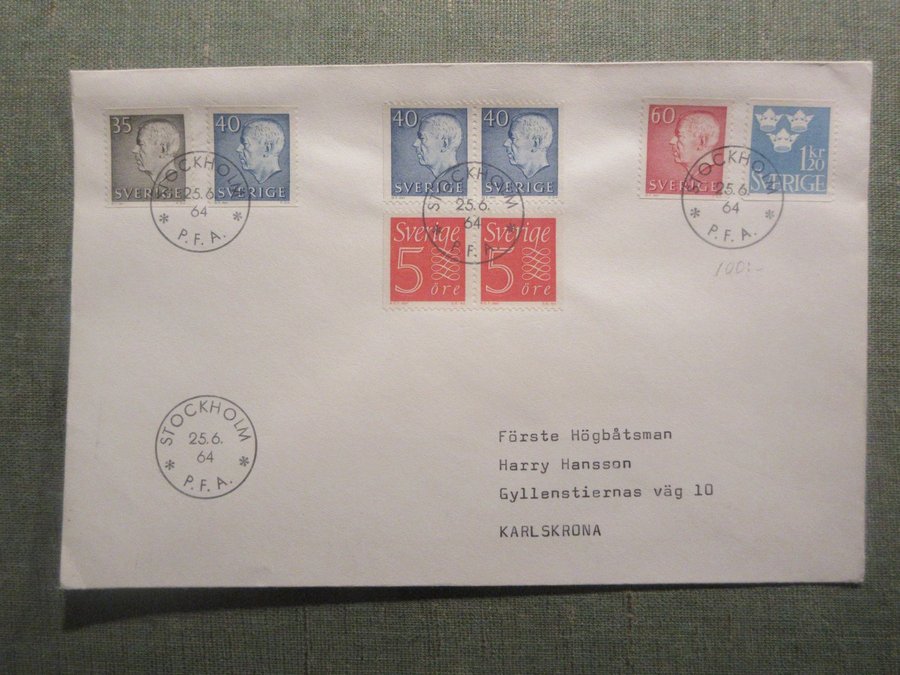 35
SVERIGE
40
SVERIGE
40
40
SVERIGE
SVERIGE
60
SVERIGE
1 kr
120
SVERIGE
STOCKHOLM
25.6.
64
* P.F.A. *
STOCKHOLM
25.6.
64
* P.F.A. *
STOCKHOLM
25.6.
64
* P.F.A. *
Sverige
5
öre
Sverige
5
öre
100:-
STOCKHOLM
25.6.
64
* P.F.A. *
Förste Högbåtsman
Harry Hansson
Gyllenstiernas väg 10
KARLSKRONA